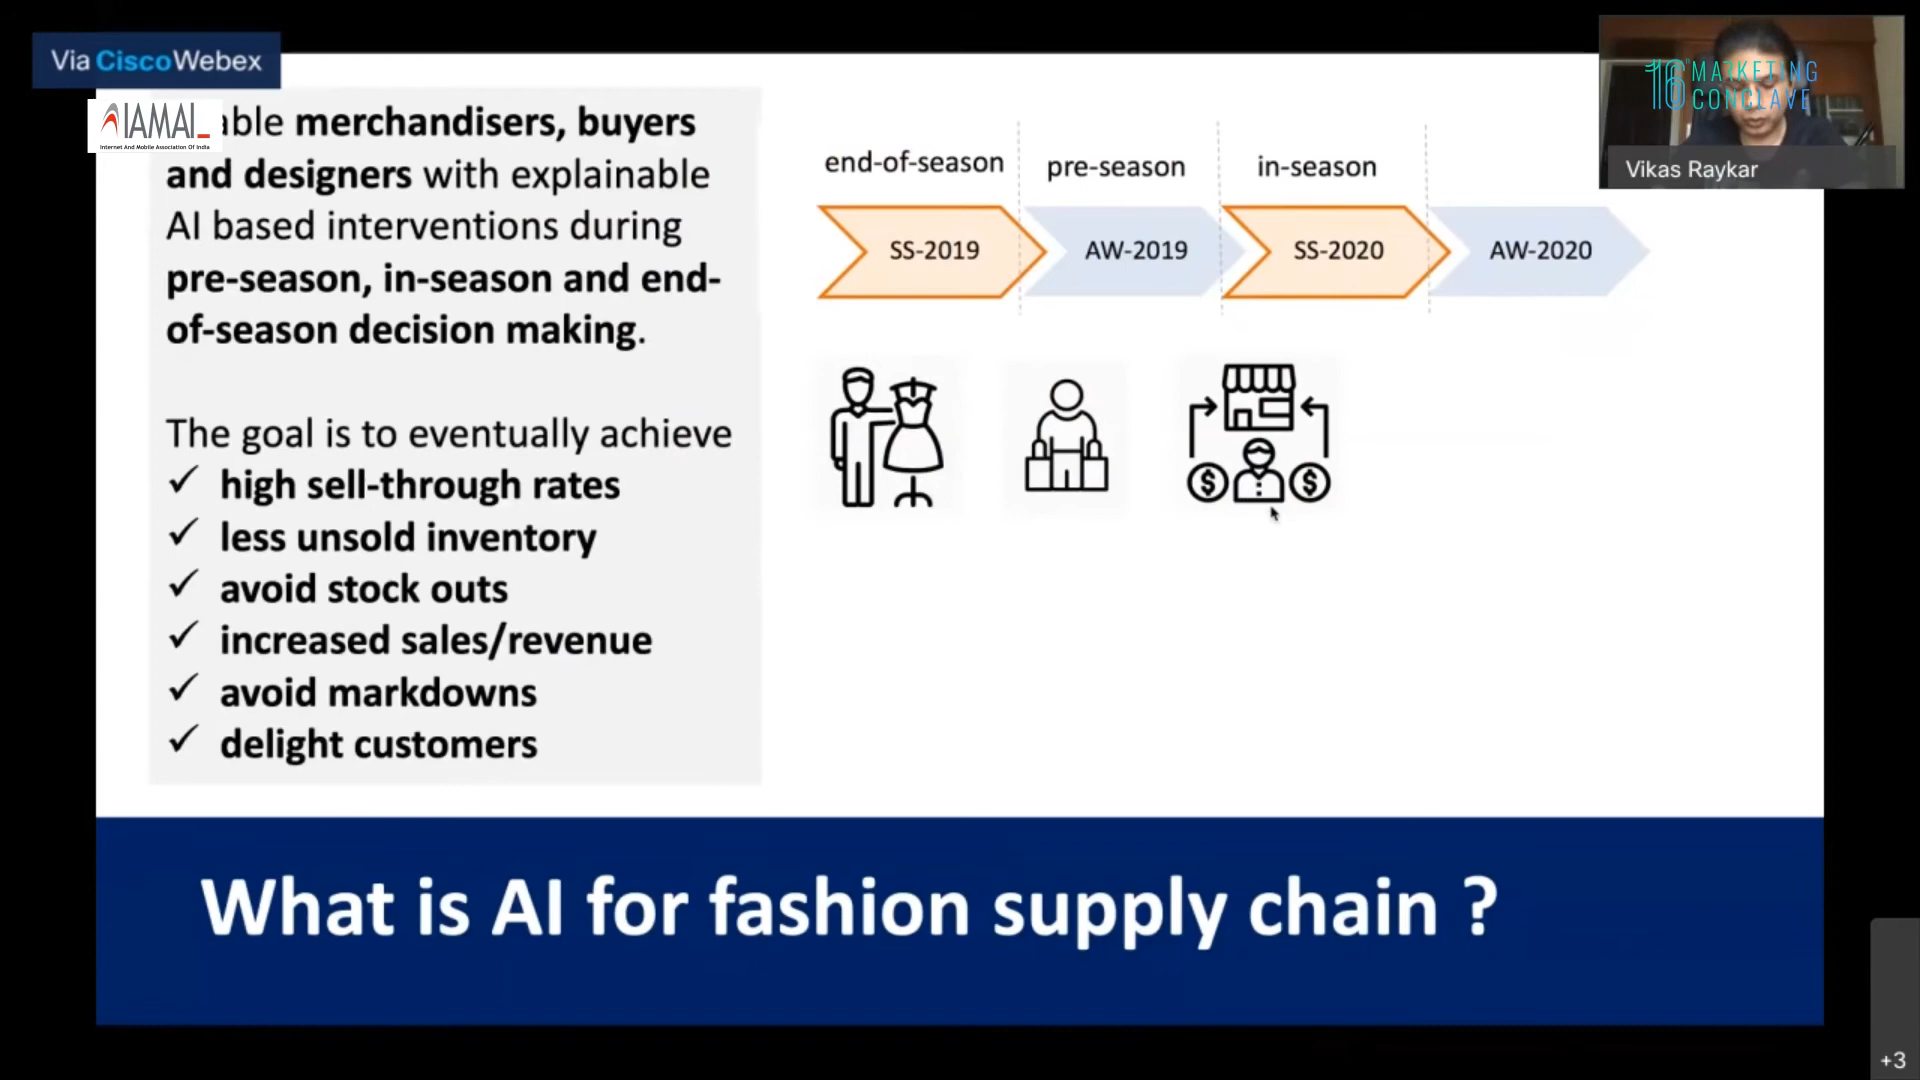 Via CiscoWebex
IAMAI
Internet And Mobile Association Of India
able merchandisers, buyers
and designers with explainable
AI based interventions during
pre-season, in-season and end-
of-season decision making.
The goal is to eventually achieve
✓ high sell-through rates
✓ less unsold inventory
✓ avoid stock outs
✓ increased sales/revenue
✓ avoid markdowns
✓ delight customers
end-of-season
pre-season
in-season
SS-2019
AW-2019
SS-2020
AW-2020
$ $
16 MARKETING
CONCLAVE
Vikas Raykar
What is AI for fashion supply chain ?
+3